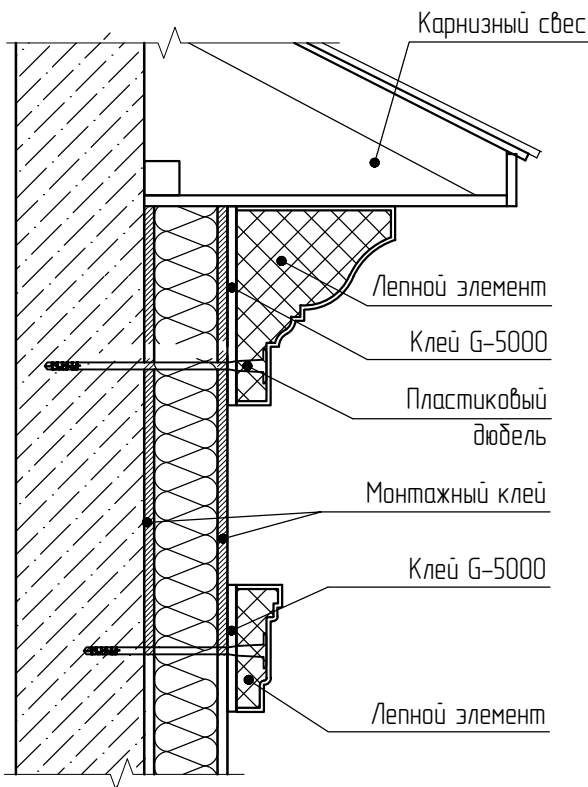 Карнизный свес
Лепной элемент
Клей G-5000
Пластиковый
дюбель
Монтажный клей
Клей G-5000
Лепной элемент